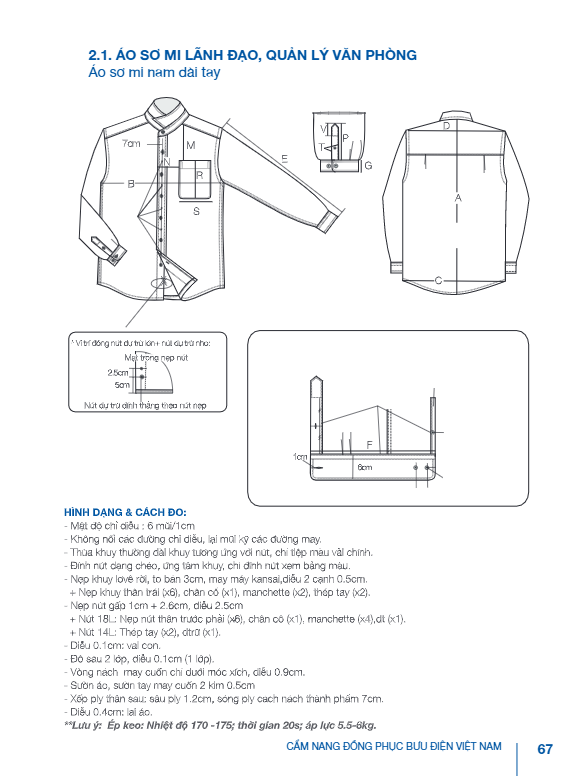 2.1. ÁO SƠ MI LÃNH ĐẠO, QUẢN LÝ VĂN PHÒNG
Áo sơ mi nam dài tay
7cm
M
N
B
R
S
E
V
T
P
G
D
A
C
* Vị trí đóng nút dự trữ lớn+ nút dự trữ nhỏ:
Mặt trong nẹp nút
2.5cm
5cm
Nút dự trữ đính thẳng theo nút nẹp
F
1cm
6cm
HÌNH DẠNG & CÁCH ĐO:
- Mật độ chỉ diễu : 6 mũi/1cm
- Không nối các đường chỉ diễu, lại mũi kỹ các đường may.
- Thùa khuy thường dài khuy tương ứng với nút, chỉ tiệp màu vải chính.
- Đính nút dạng chéo, ứng tâm khuy, chỉ đính nút xem bảng màu.
- Nẹp khuy lơvê rời, to bản 3cm, may máy kansai,diễu 2 cạnh 0.5cm.
+ Nẹp khuy thân trái (x6), chân cổ (x1), manchette (x2), thép tay (x2).
- Nẹp nút gấp 1cm + 2.6cm, diễu 2.5cm
+ Nút 18L: Nẹp nút thân trước phải (x6), chân cổ (x1), manchette (x4),dt (x1).
+ Nút 14L: Thép tay (x2), dtrữ (x1).
- Diễu 0.1cm: vai con.
- Đô sau 2 lớp, diễu 0.1cm (1 lớp).
- Vòng nách may cuốn chỉ dưới móc xích, diễu 0.9cm.
- Sườn áo, sườn tay may cuốn 2 kim 0.5cm
- Xếp ply thân sau: sâu ply 1.2cm, sóng ply cách nách thành phẩm 7cm.
- Diễu 0.4cm: lai áo.
**Lưu ý: Ép keo: Nhiệt độ 170 -175; thời gian 20s; áp lực 5.5-6kg.
CẨM NANG ĐỒNG PHỤC BƯU ĐIỆN VIỆT NAM
67